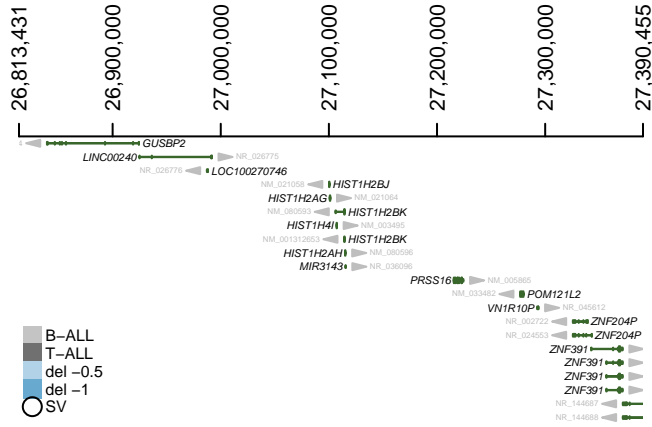 26,813,431
26,900,000
27,000,000
27,100,000
27,200,000
27,300,000
27,390,455
4 GUSBP2
LINC00240 NR_026775
NR_026776 LOC100270746
NM_021058 HIST1H2BJ
HIST1H2AG NM_021064
NM_080593 HIST1H2BK
HIST1H4I NM_003495
NM_001312653 HIST1H2BK
HIST1H2AH NM_080596
MIR3143 NR_036096
PRSS16 NM_005865
NM_033482 POM121L2
VN1R10P NR_045612
NR_002722 ZNF204P
NR_024553 ZNF204P
ZNF391
ZNF391
ZNF391
ZNF391
NR_144687
NR_144688
B−ALL
T−ALL
del −0.5
del −1
SV